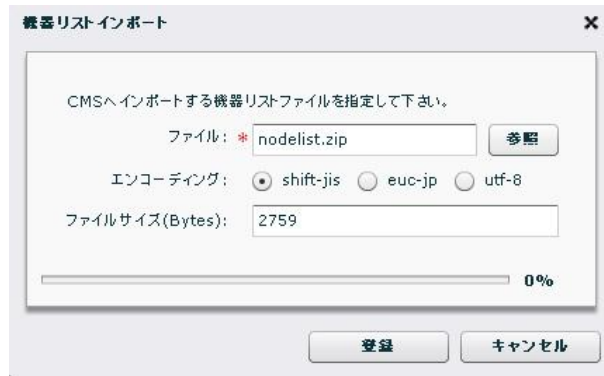 機器リストインポート
CMSへインポートする機器リストファイルを指定して下さい。
ファイル: * nodelist.zip 参照
エンコーディング: shift-jis euc-jp utf-8
ファイルサイズ(Bytes): 2759
0%
登録 キャンセル